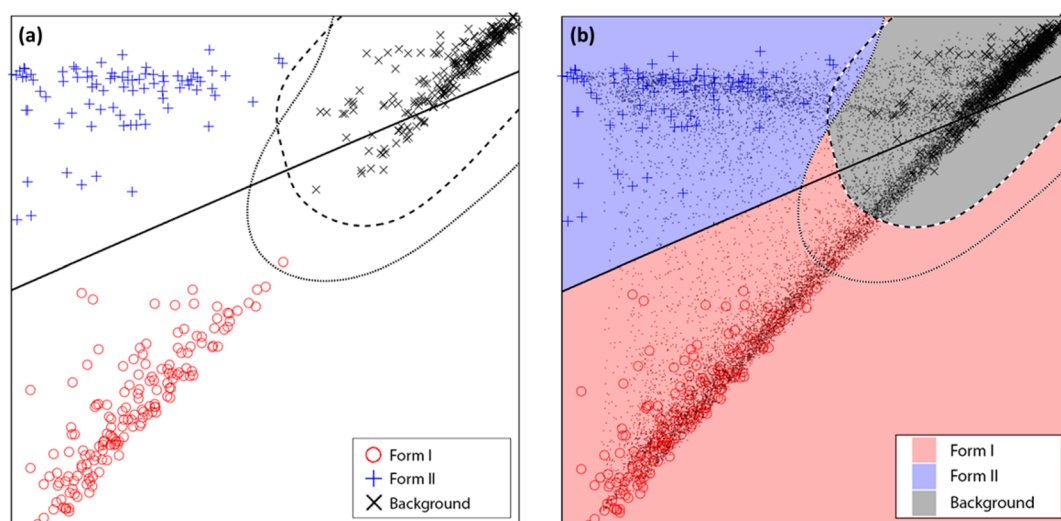 (a)
Form I
Form II
Background
(b)
Form I
Form II
Background